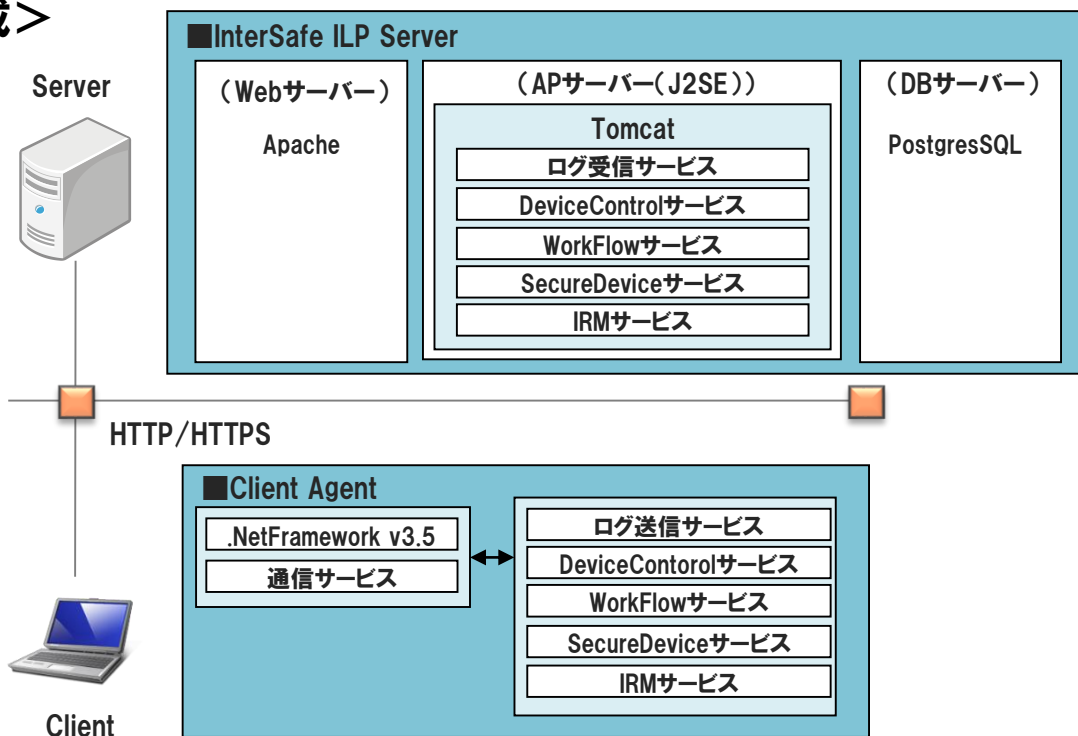 成＞
■InterSafe ILP Server
Server
（Webサーバー）
Apache
（APサーバー（J2SE））
Tomcat
ログ受信サービス
DeviceControlサービス
WorkFlowサービス
SecureDeviceサービス
IRMサービス
（DBサーバー）
PostgresSQL
HTTP/HTTPS
■Client Agent
.NetFramework v3.5
通信サービス
ログ送信サービス
DeviceContorolサービス
WorkFlowサービス
SecureDeviceサービス
IRMサービス
Client